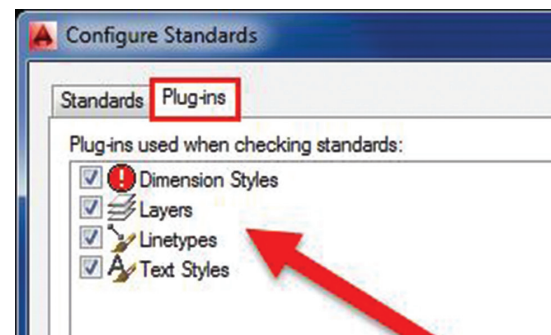 Configure Standards
Standards Plug-ins
Plug-ins used when checking standards:
Dimension Styles
Layers
Linetypes
Text Styles